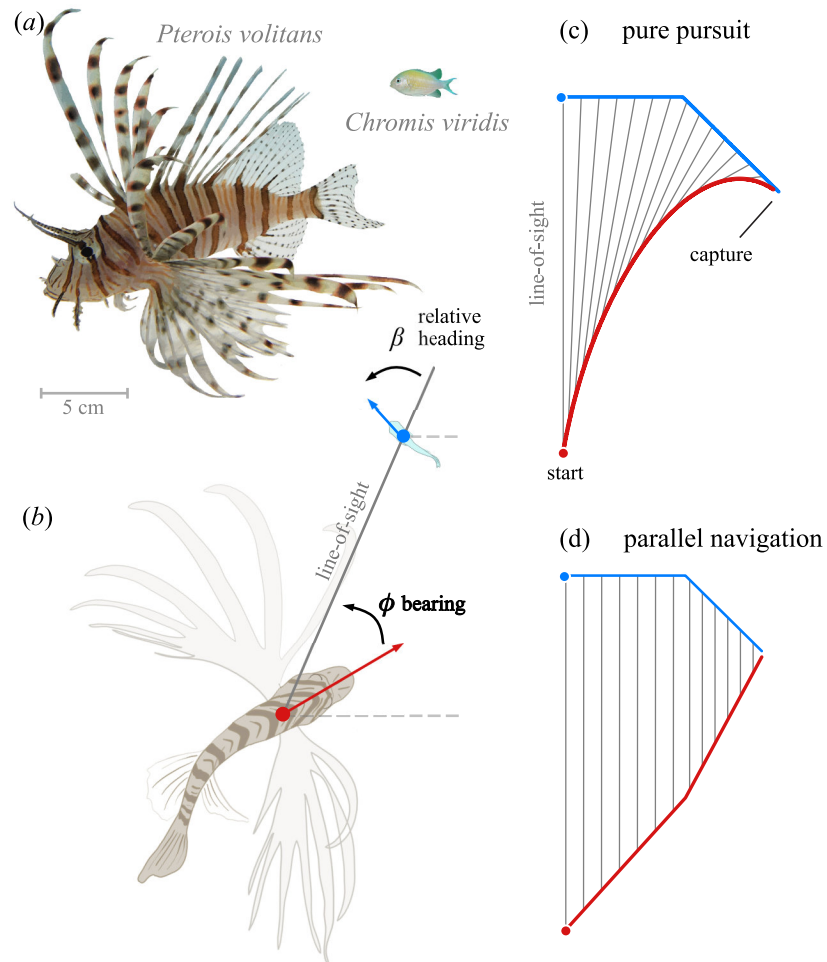 (a)
Pterois volitans
Chromis viridis
5 cm
(b)
β
relative
heading
line-of-sight
ϕ bearing
(c) pure pursuit
line-of-sight
capture
start
(d) parallel navigation